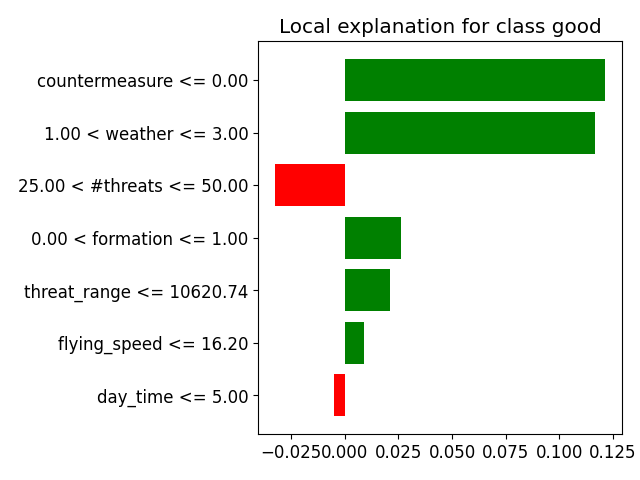 Local explanation for class good
countermeasure <= 0.00
1.00 < weather <= 3.00
25.00 < #threats <= 50.00
0.00 < formation <= 1.00
threat_range <= 10620.74
flying_speed <= 16.20
day_time <= 5.00
−0.025 0.000 0.025 0.050 0.075 0.100 0.125